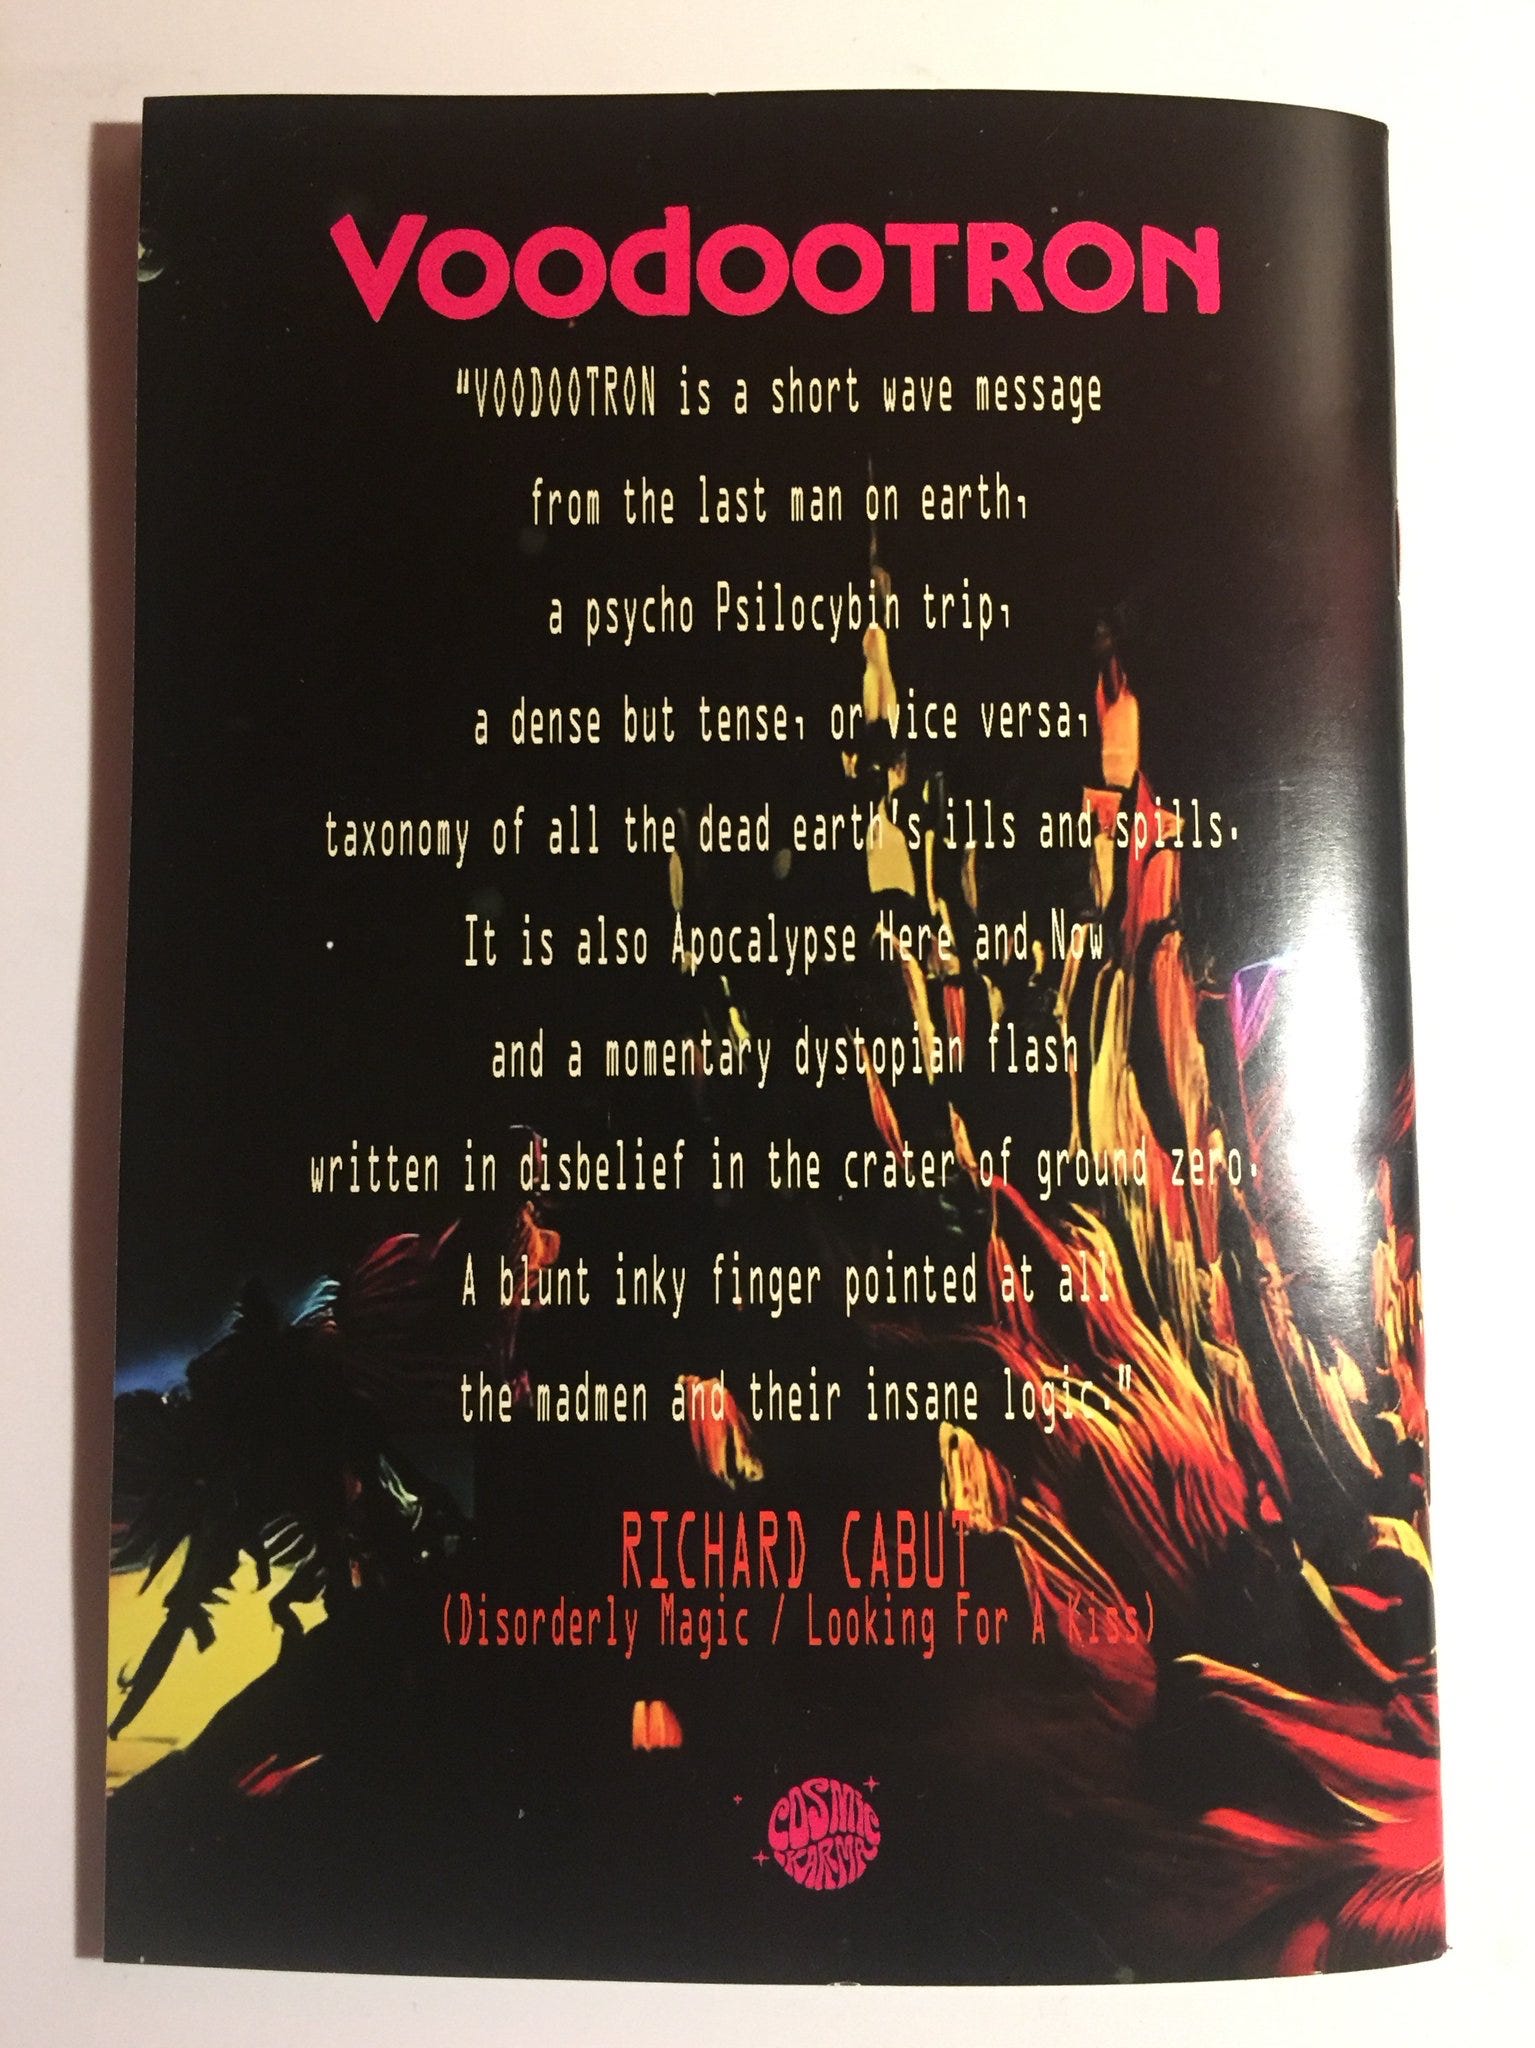 VOODOOTRON
"VOODOOTRON is a short wave message
from the last man on earth,
a psycho Psilocybin trip,
a dense but tense, or vice versa,
taxonomy of all the dead earth's ills and spills.
It is also Apocalypse Here and Now
and a momentary dystopian flash
written in disbelief in the crater of ground zero.
A blunt inky finger pointed at all
the madmen and their insane logic."
RICHARD CABUT
(Disorderly Magic / Looking For A Kiss)
COSMIC
KARMA